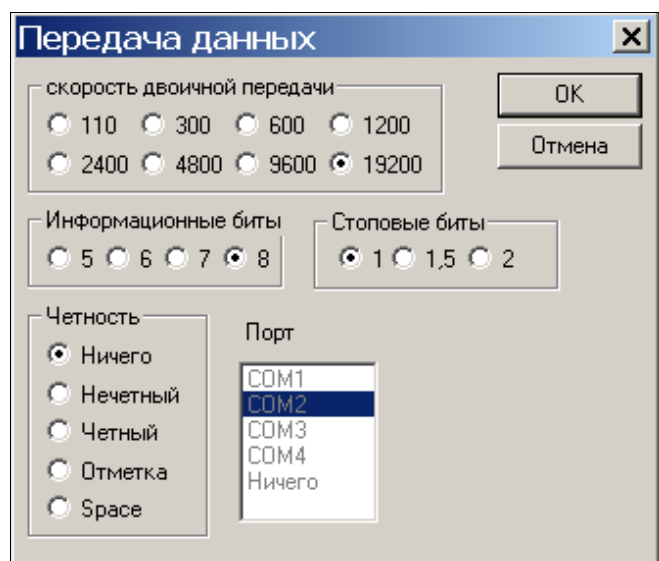 Передача данных
скорость двоичной передачи
110 300 600 1200
2400 4800 9600 19200
OK
Отмена
Информационные биты
5 6 7 8
Стоповые биты
1 1,5 2
Четность
Ничего
Нечетный
Четный
Отметка
Space
Порт
COM1
COM2
COM3
COM4
Ничего